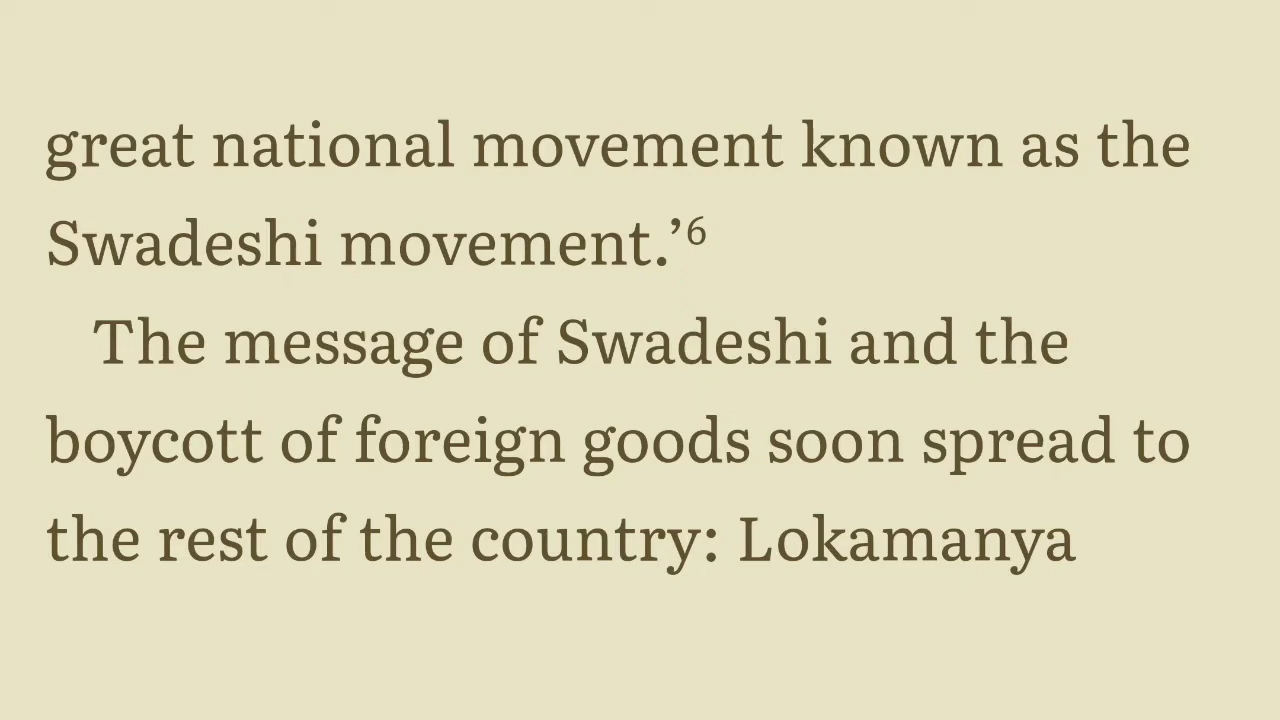 great national movement known as the
Swadeshi movement.’⁶
The message of Swadeshi and the
boycott of foreign goods soon spread to
the rest of the country: Lokamanya